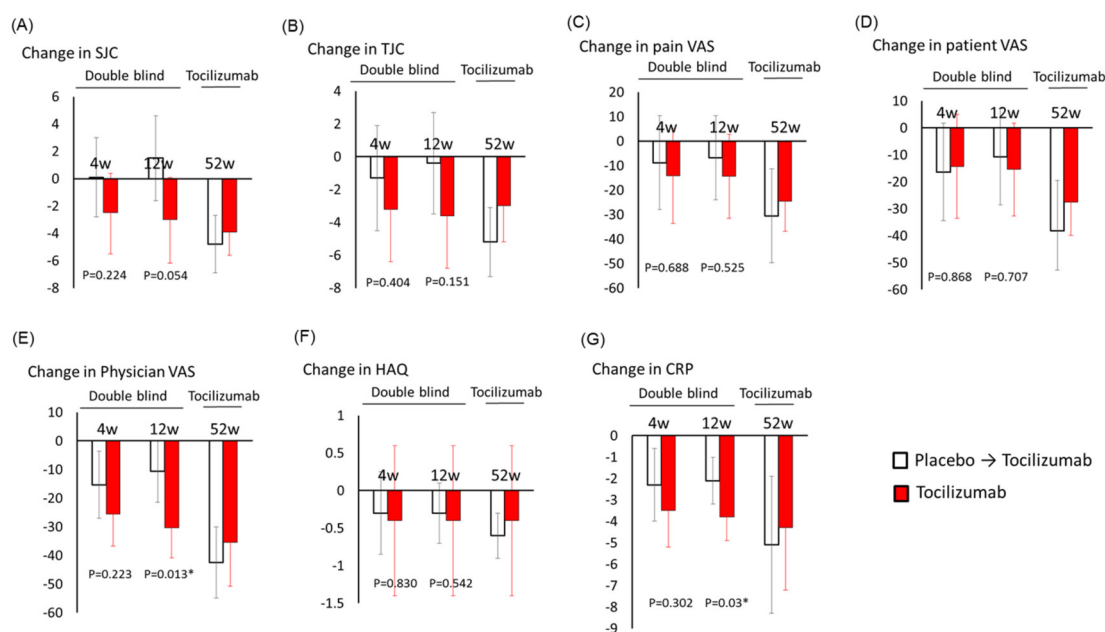 (A)
Change in SJC
Double blind
Tocilizumab
6
4
2
0
-2
-4
-6
-8
4w
12w
52w
P=0.224
P=0.054
(B)
Change in TJC
Double blind
Tocilizumab
4
2
0
-2
-4
-6
-8
4w
12w
52w
P=0.404
P=0.151
(C)
Change in pain VAS
Double blind
Tocilizumab
20
10
0
-10
-20
-30
-40
-50
-60
4w
12w
52w
P=0.688
P=0.525
(D)
Change in patient VAS
Double blind
Tocilizumab
10
0
-10
-20
-30
-40
-50
-60
4w
12w
52w
P=0.868
P=0.707
(E)
Change in Physician VAS
Double blind
Tocilizumab
10
0
-10
-20
-30
-40
-50
-60
4w
12w
52w
P=0.223
P=0.013*
(F)
Change in HAQ
Double blind
Tocilizumab
1
0.5
0
-0.5
-1
-1.5
4w
12w
52w
P=0.830
P=0.542
(G)
Change in CRP
Double blind
Tocilizumab
4w
12w
52w
0
-1
-2
-3
-4
-5
-6
-7
-8
-9
P=0.302
P=0.03*
Placebo → Tocilizumab
Tocilizumab